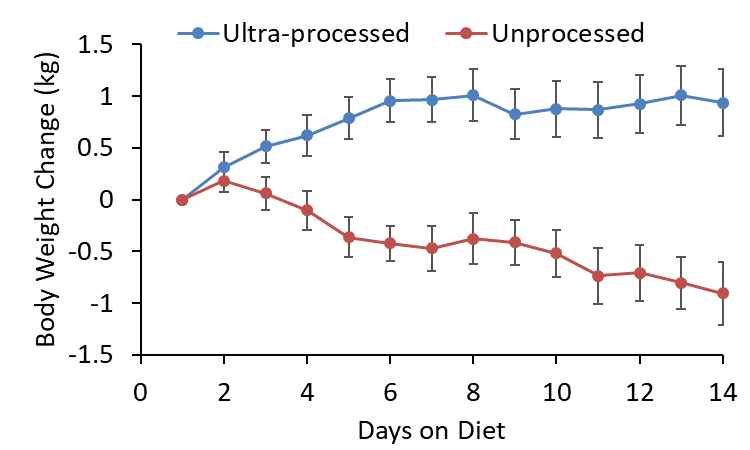 Ultra-processed
Unprocessed
Body Weight Change (kg)
1.5
1
0.5
0
-0.5
-1
-1.5
0 2 4 6 8 10 12 14
Days on Diet